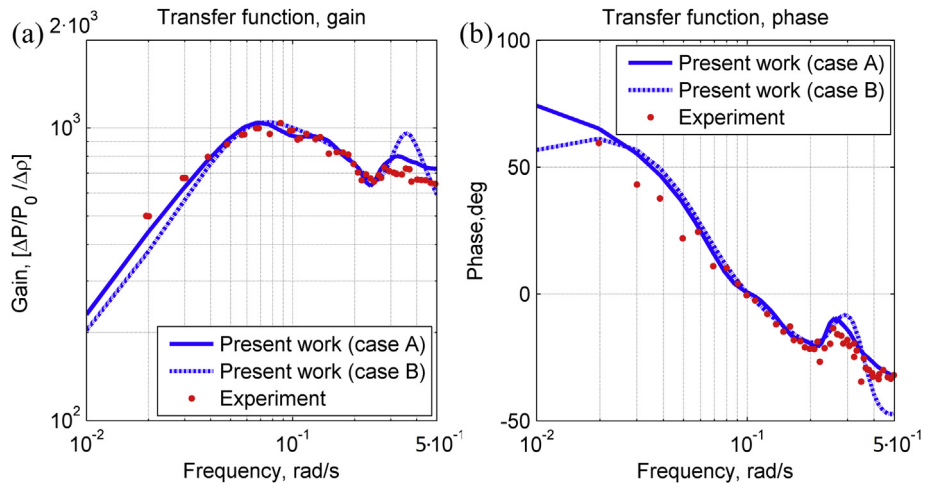 (a)
Transfer function, gain
2·10³
10³
10²
Gain, [ΔP/P₀ /Δρ]
Present work (case A)
Present work (case B)
Experiment
10⁻² 10⁻¹ 5·10⁻¹
Frequency, rad/s
(b)
Transfer function, phase
100
50
0
-50
Phase,deg
Present work (case A)
Present work (case B)
Experiment
10⁻² 10⁻¹ 5·10⁻¹
Frequency, rad/s